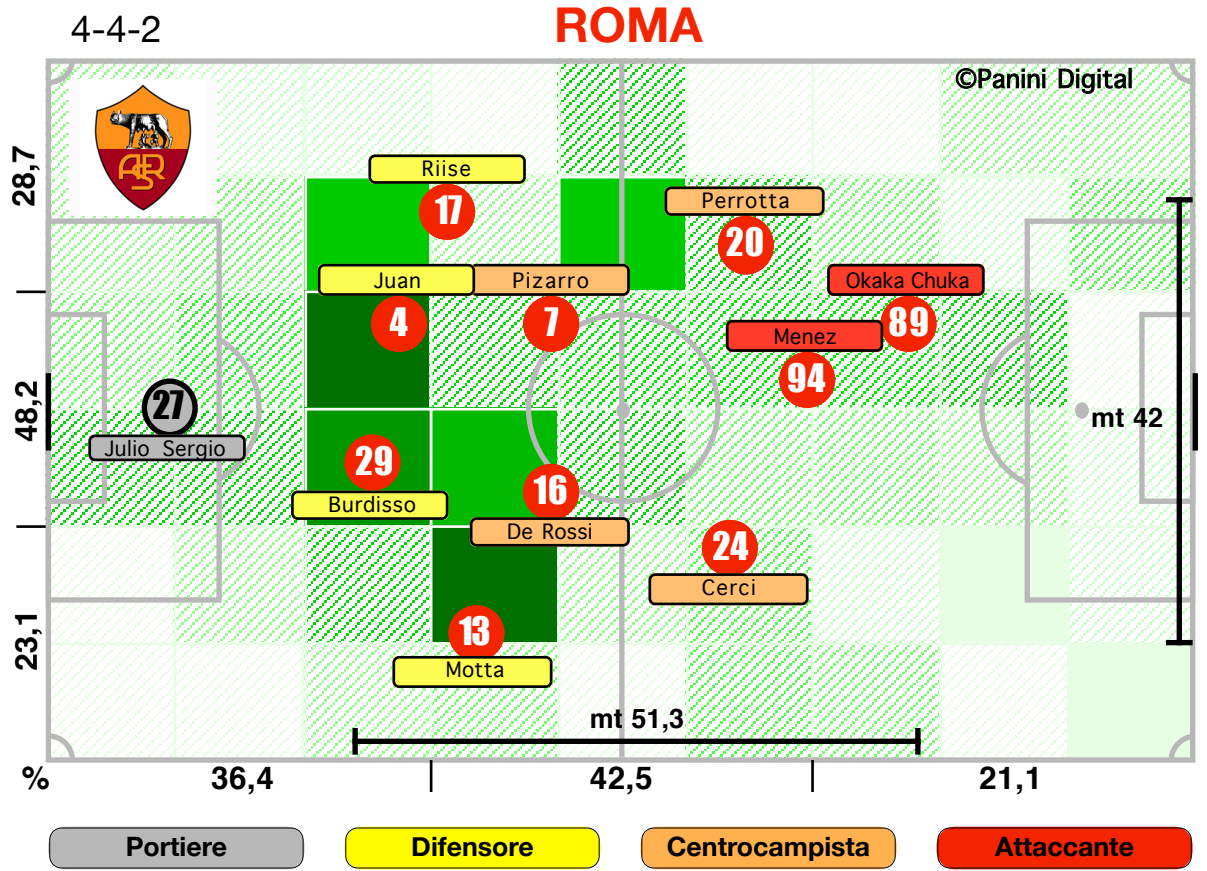 4-4-2
ROMA
©Panini Digital
ASR
28,7
48,2
23,1
Riise
17
Perrotta
20
Juan
4
Pizarro
7
Okaka Chuka
89
Menez
94
27
Julio Sergio
mt 42
29
Burdisso
16
De Rossi
24
Cerci
13
Motta
mt 51,3
% 36,4 | 42,5 | 21,1
Portiere
Difensore
Centrocampista
Attaccante